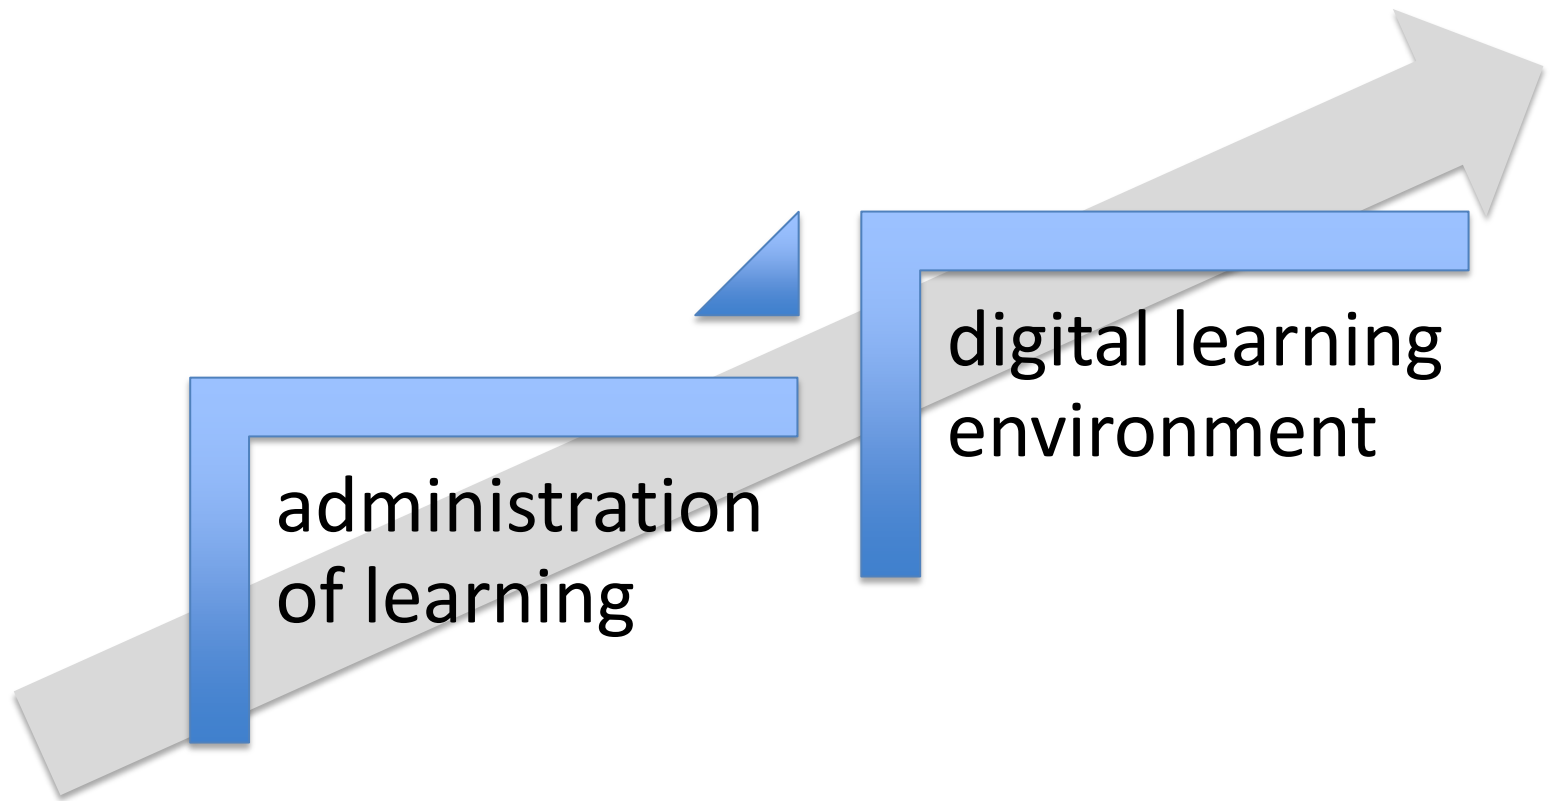 administration
of learning
digital learning
environment